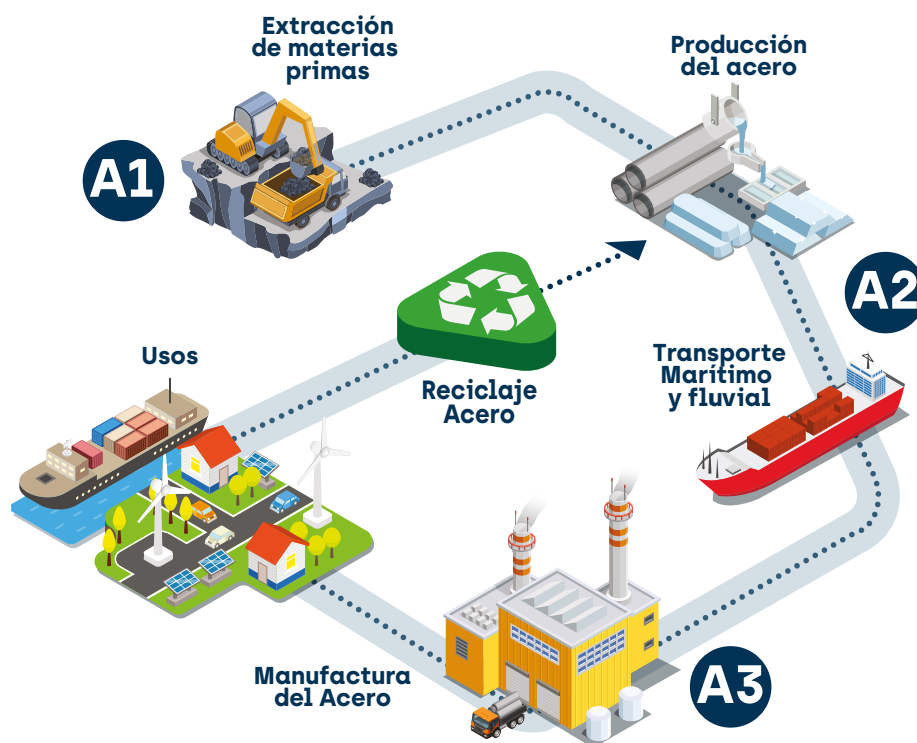 Extracción
de materias
primas
A1
Producción
del acero
A2
Transporte
Marítimo
y fluvial
Usos
Reciclaje
Acero
Manufactura
del Acero
A3